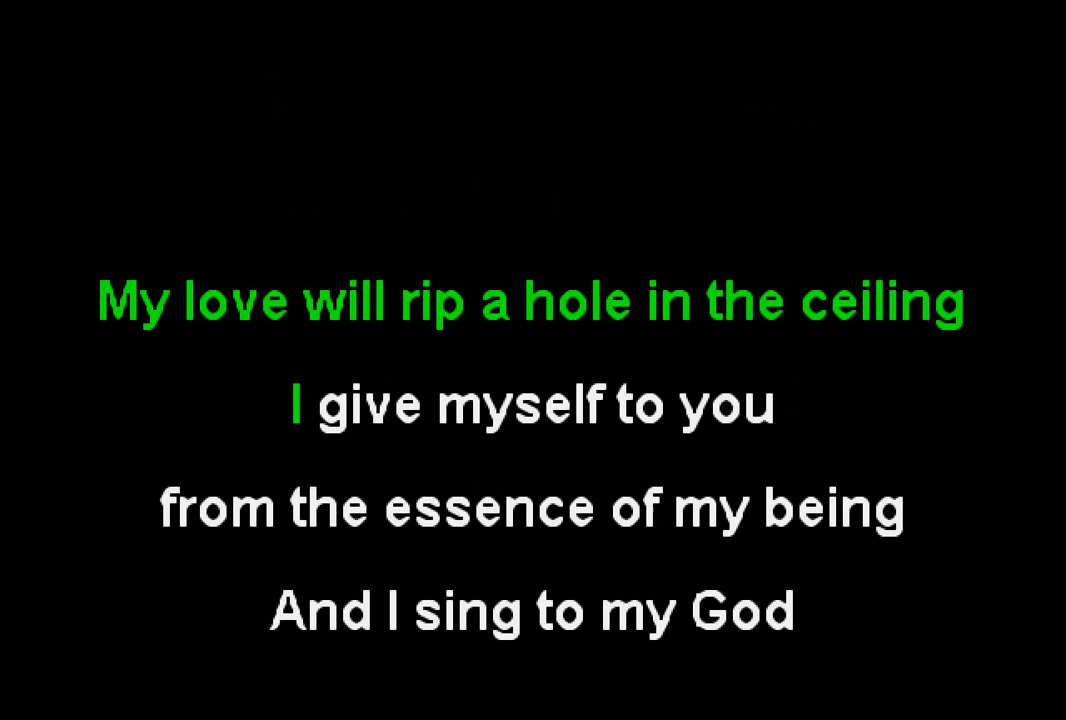 My love will rip a hole in the ceiling
I give myself to you
from the essence of my being
And I sing to my God